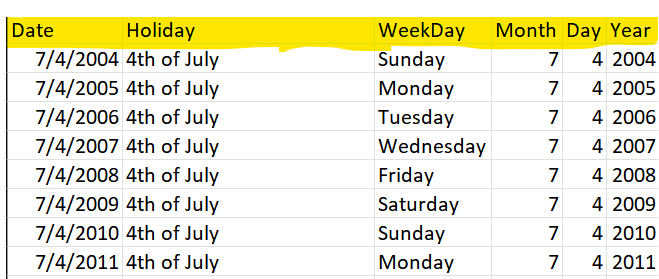 Date Holiday WeekDay Month Day Year
7/4/2004 4th of July Sunday 7 4 2004
7/4/2005 4th of July Monday 7 4 2005
7/4/2006 4th of July Tuesday 7 4 2006
7/4/2007 4th of July Wednesday 7 4 2007
7/4/2008 4th of July Friday 7 4 2008
7/4/2009 4th of July Saturday 7 4 2009
7/4/2010 4th of July Sunday 7 4 2010
7/4/2011 4th of July Monday 7 4 2011